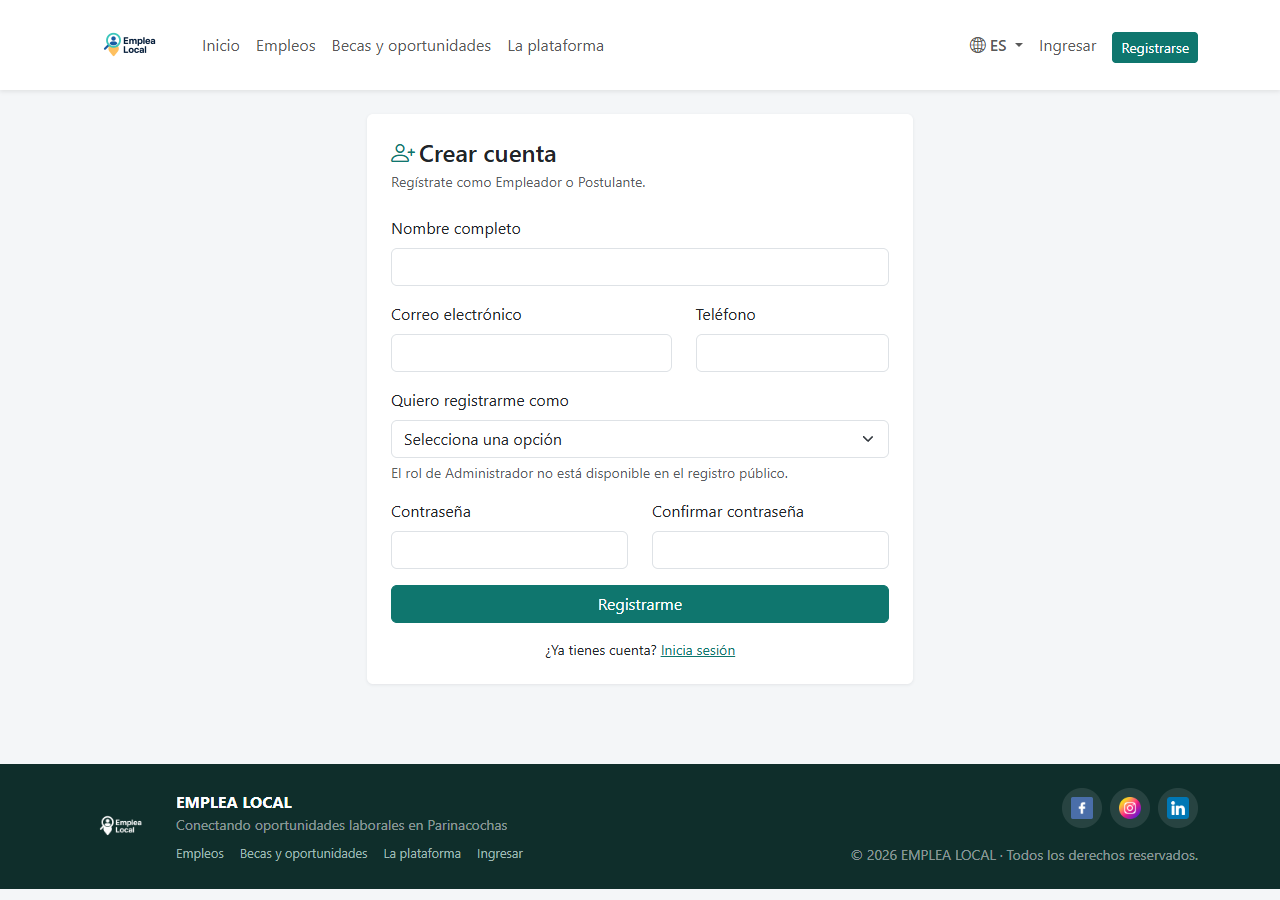 Emplea
Local
Inicio Empleos Becas y oportunidades La plataforma
ES Ingresar Registrarse
Crear cuenta
Regístrate como Empleador o Postulante.
Nombre completo
Correo electrónico Teléfono
Quiero registrarme como
Selecciona una opción
El rol de Administrador no está disponible en el registro público.
Contraseña Confirmar contraseña
Registrarme
¿Ya tienes cuenta? Inicia sesión
Emplea
Local
EMPLEA LOCAL
Conectando oportunidades laborales en Parinacochas
Empleos Becas y oportunidades La plataforma Ingresar
© 2026 EMPLEA LOCAL · Todos los derechos reservados.